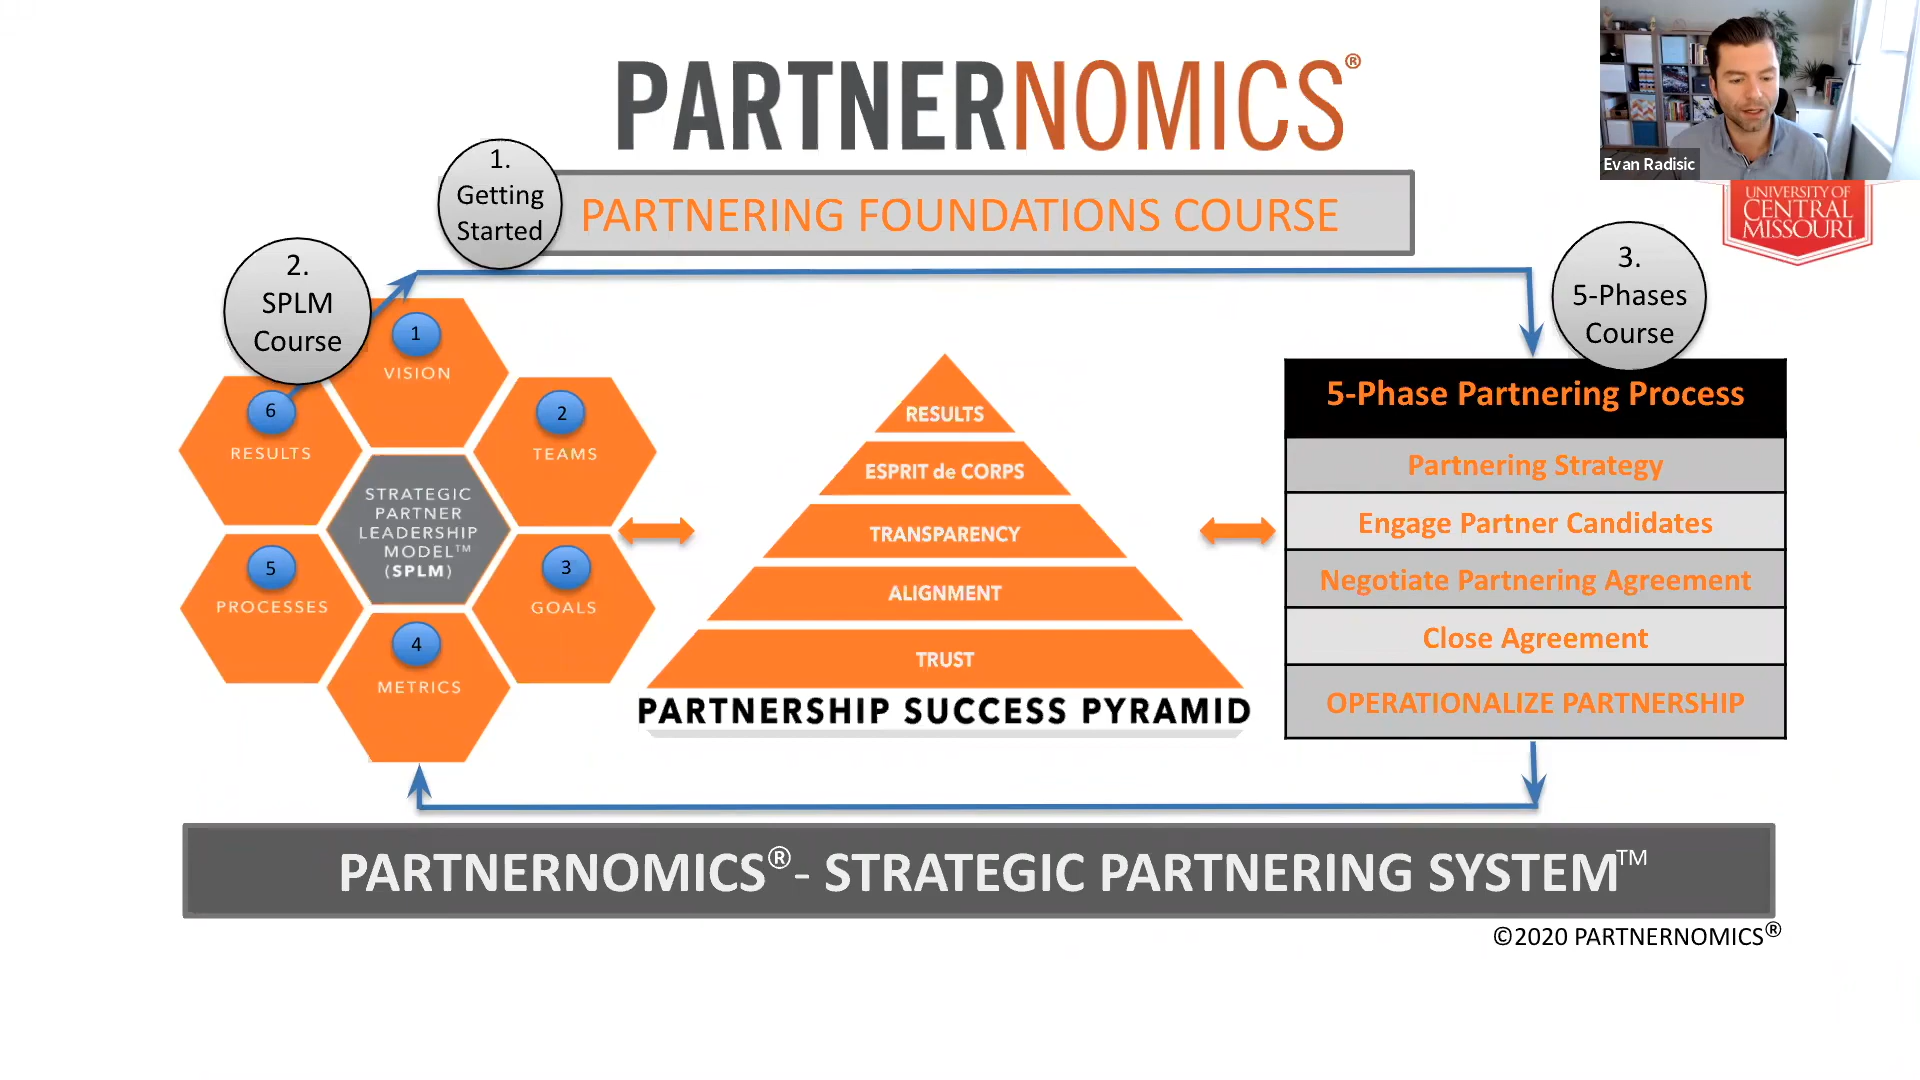 PARTNERNOMICS®
Evan Radisic
UNIVERSITY OF
CENTRAL
MISSOURI
1.
Getting
Started
PARTNERING FOUNDATIONS COURSE
2.
SPLM
Course
3.
5-Phases
Course
1
VISION
2
TEAMS
3
GOALS
4
METRICS
5
PROCESSES
6
RESULTS
STRATEGIC
PARTNER
LEADERSHIP
MODEL™
(SPLM)
RESULTS
ESPRIT de CORPS
TRANSPARENCY
ALIGNMENT
TRUST
PARTNERSHIP SUCCESS PYRAMID
5-Phase Partnering Process
Partnering Strategy
Engage Partner Candidates
Negotiate Partnering Agreement
Close Agreement
OPERATIONALIZE PARTNERSHIP
PARTNERNOMICS®- STRATEGIC PARTNERING SYSTEM™
©2020 PARTNERNOMICS®